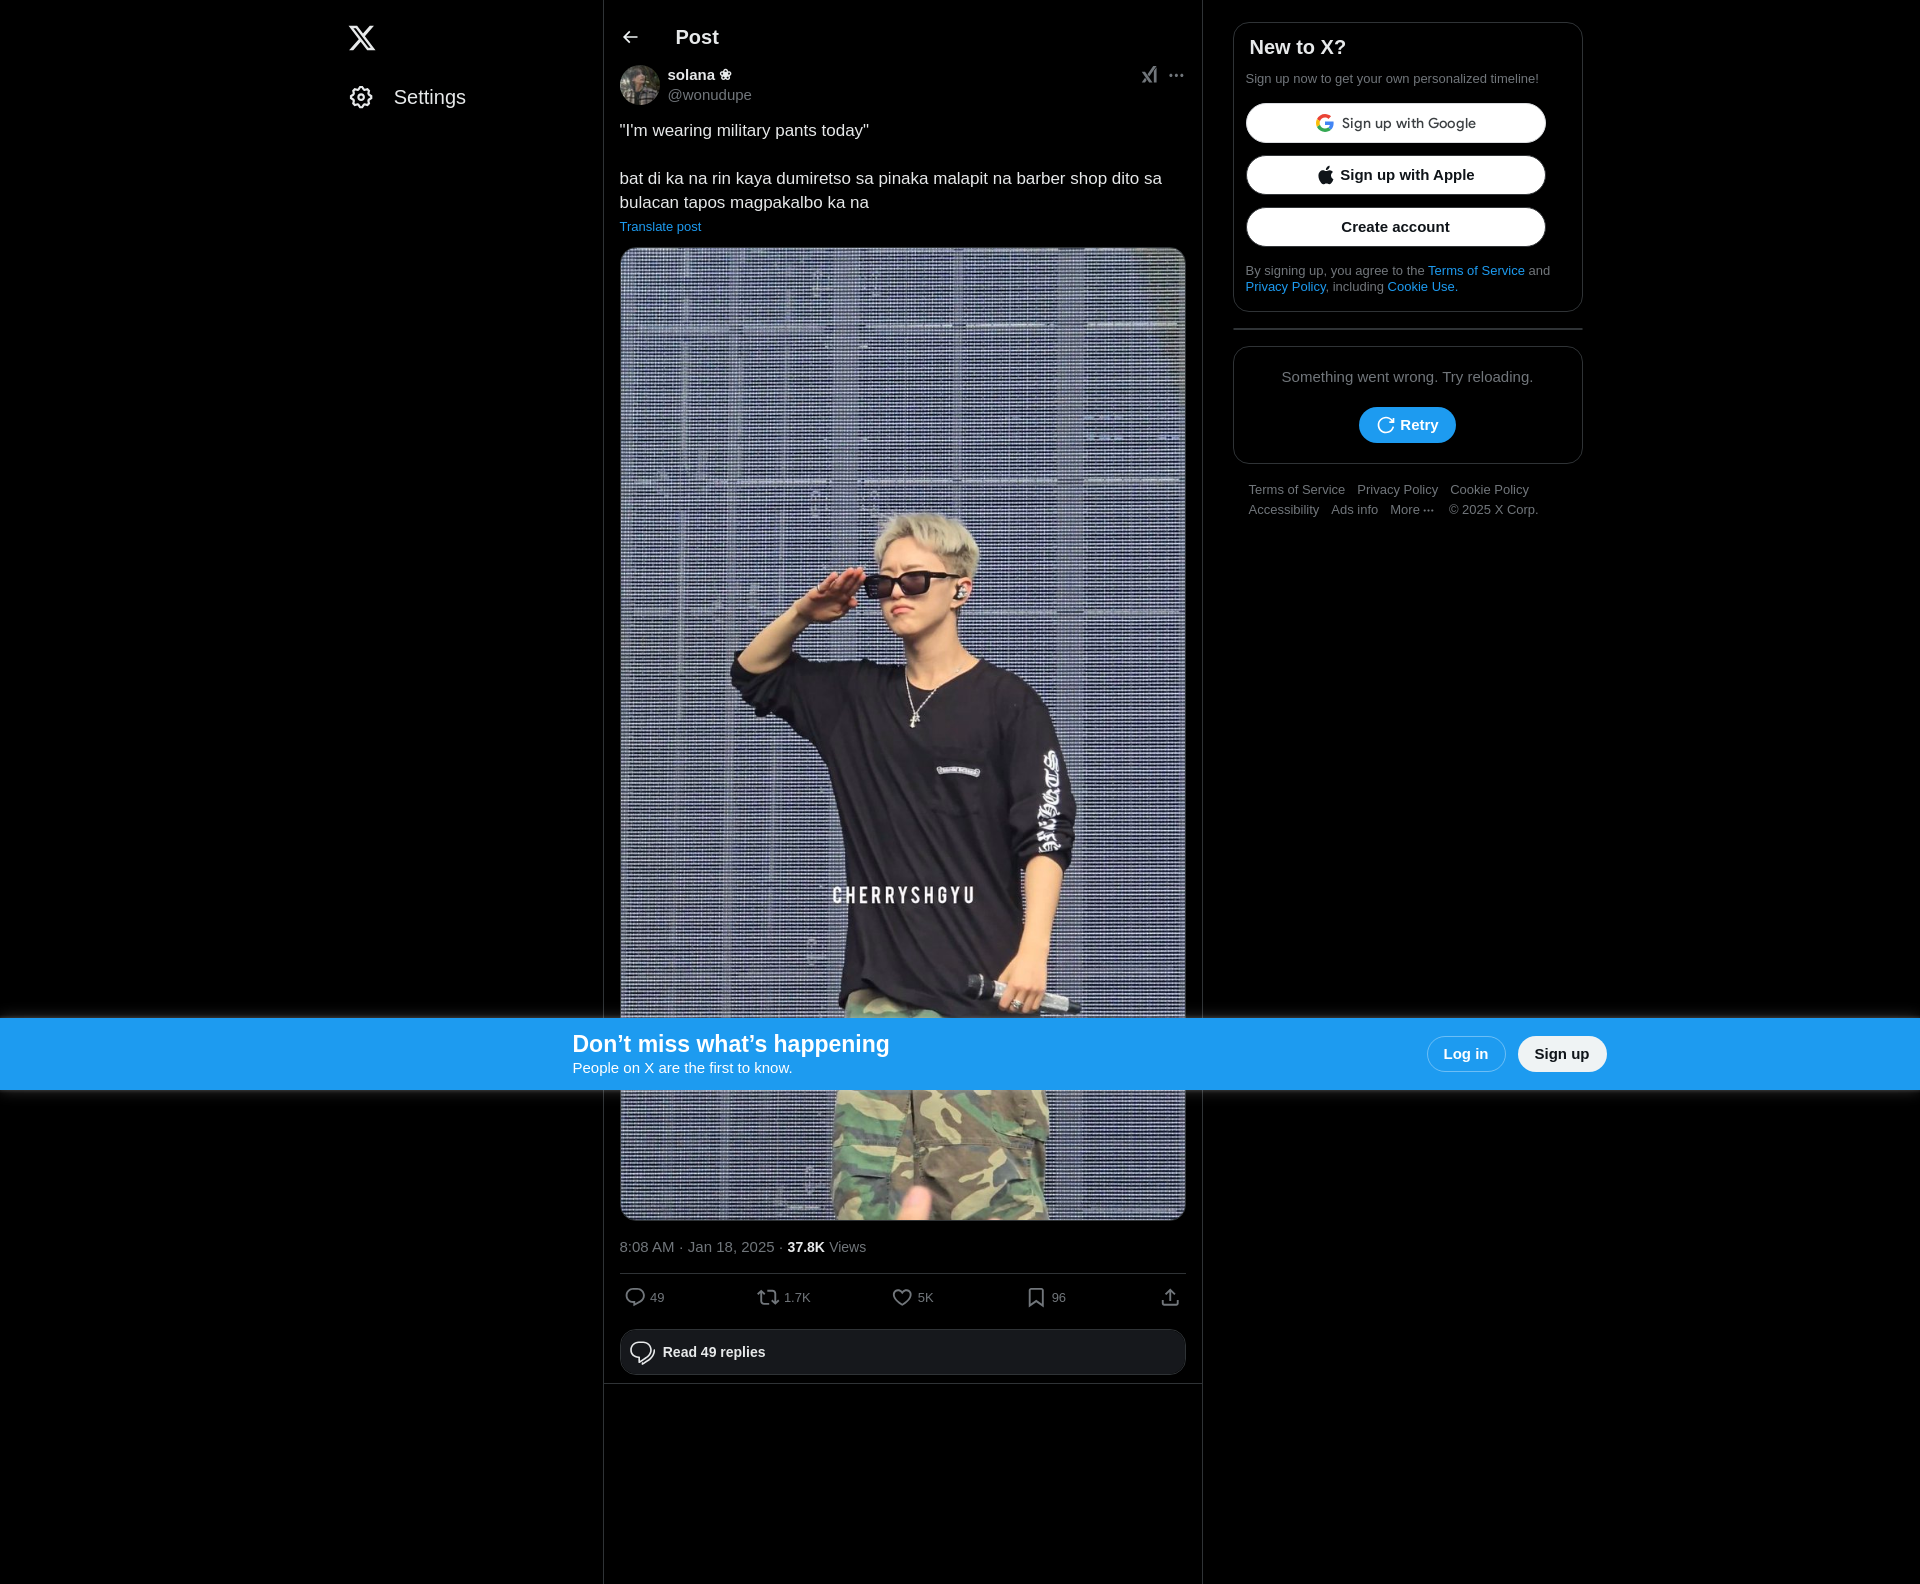 Settings
Post
solana ❀
@wonudupe
"I'm wearing military pants today"
bat di ka na rin kaya dumiretso sa pinaka malapit na barber shop dito sa
bulacan tapos magpakalbo ka na
Translate post
CHERRYSHGYU
8:08 AM · Jan 18, 2025 · 37.8K Views
49 1.7K 5K 96
Read 49 replies
New to X?
Sign up now to get your own personalized timeline!
Sign up with Google
Sign up with Apple
Create account
By signing up, you agree to the Terms of Service and
Privacy Policy, including Cookie Use.
Something went wrong. Try reloading.
Retry
Terms of Service Privacy Policy Cookie Policy
Accessibility Ads info More ··· © 2025 X Corp.
Don’t miss what’s happening
People on X are the first to know.
Log in
Sign up